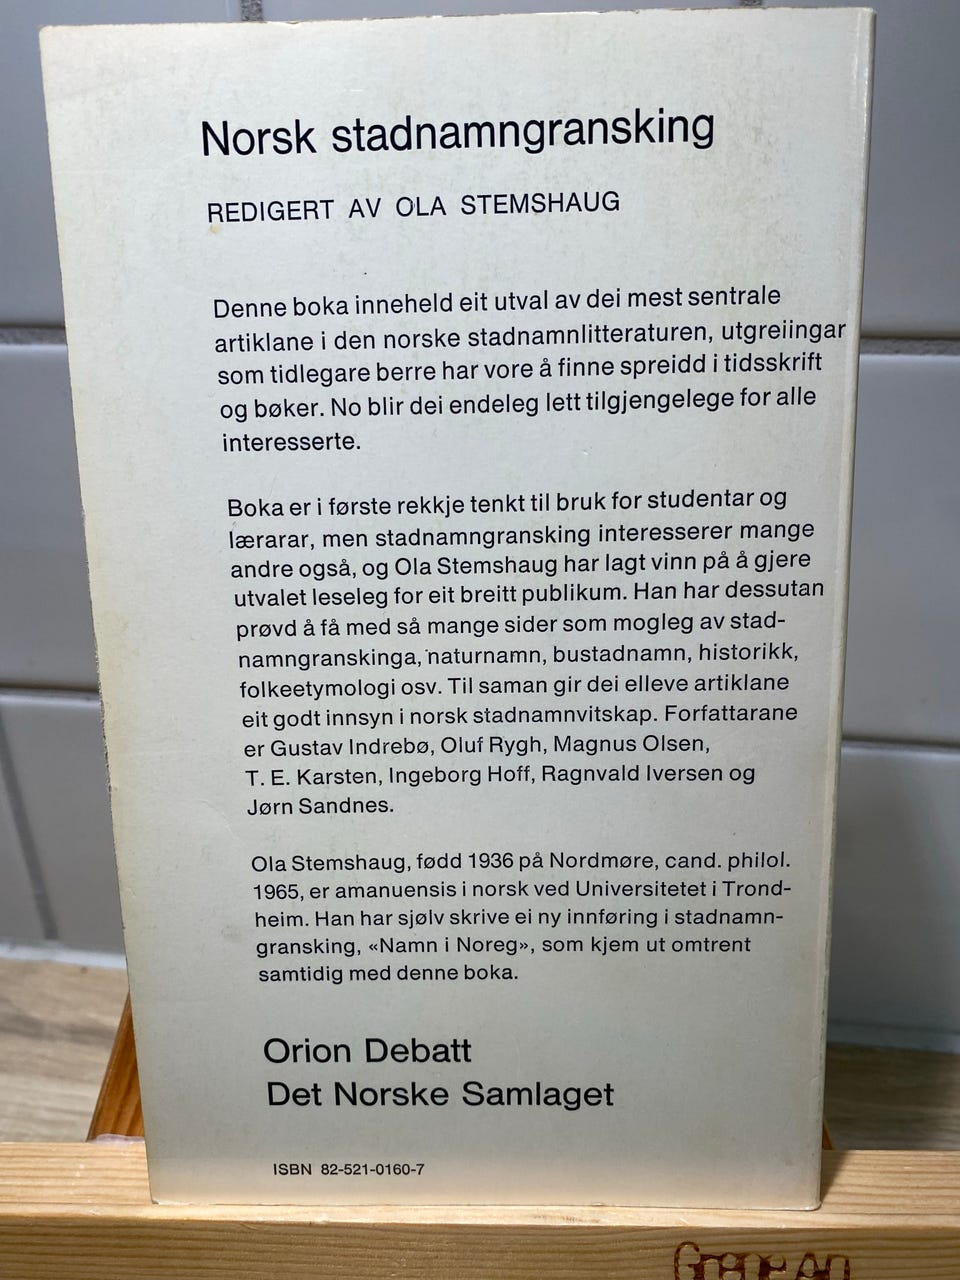 Norsk stadnamngransking
REDIGERT AV OLA STEMSHAUG
Denne boka inneheld eit utval av dei mest sentrale
artiklane i den norske stadnamnlitteraturen, utgreiingar
som tidlegare berre har vore å finne spreidd i tidsskrift
og bøker. No blir dei endeleg lett tilgjengelege for alle
interesserte.
Boka er i første rekkje tenkt til bruk for studentar og
lærarar, men stadnamngransking interesserer mange
andre også, og Ola Stemshaug har lagt vinn på å gjere
utvalet leseleg for eit breitt publikum. Han har dessutan
prøvd å få med så mange sider som mogleg av stad-
namngranskinga, naturnamn, bustadnamn, historikk,
folkeetymologi osv. Til saman gir dei elleve artiklane
eit godt innsyn i norsk stadnamnvitskap. Forfattarane
er Gustav Indrebø, Oluf Rygh, Magnus Olsen,
T. E. Karsten, Ingeborg Hoff, Ragnvald Iversen og
Jørn Sandnes.
Ola Stemshaug, fødd 1936 på Nordmøre, cand. philol.
1965, er amanuensis i norsk ved Universitetet i Trond-
heim. Han har sjølv skrive ei ny innføring i stadnamn-
gransking, «Namn i Noreg», som kjem ut omtrent
samtidig med denne boka.
Orion Debatt
Det Norske Samlaget
ISBN 82-521-0160-7